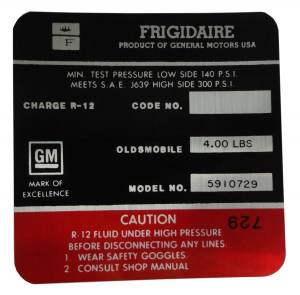 FRIGIDAIRE
F
PRODUCT OF GENERAL MOTORS USA
MIN. TEST PRESSURE LOW SIDE 140 P.S.I.
MEETS S.A.E. J639 HIGH SIDE 300 P.S.I.
CHARGE R-12 CODE NO.
GM
OLDSMOBILE 4.00 LBS
MARK OF
EXCELLENCE
MODEL NO. 5910729
CAUTION
729
R-12 FLUID UNDER HIGH PRESSURE
BEFORE DISCONNECTING ANY LINES.
1. WEAR SAFETY GOGGLES.
2. CONSULT SHOP MANUAL